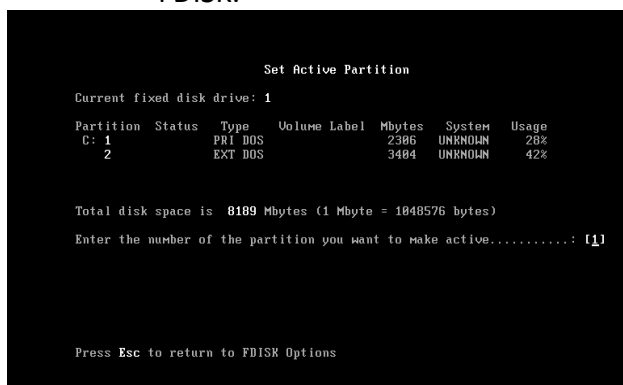 FDISK.
Set Active Partition
Current fixed disk drive: 1
Partition  Status   Type    Volume Label  Mbytes   System   Usage
C: 1                PRI DOS                2306    UNKNOWN    28%
2                EXT DOS                3404    UNKNOWN    42%
Total disk space is  8189 Mbytes (1 Mbyte = 1048576 bytes)
Enter the number of the partition you want to make active...........: [1]
Press Esc to return to FDISK Options